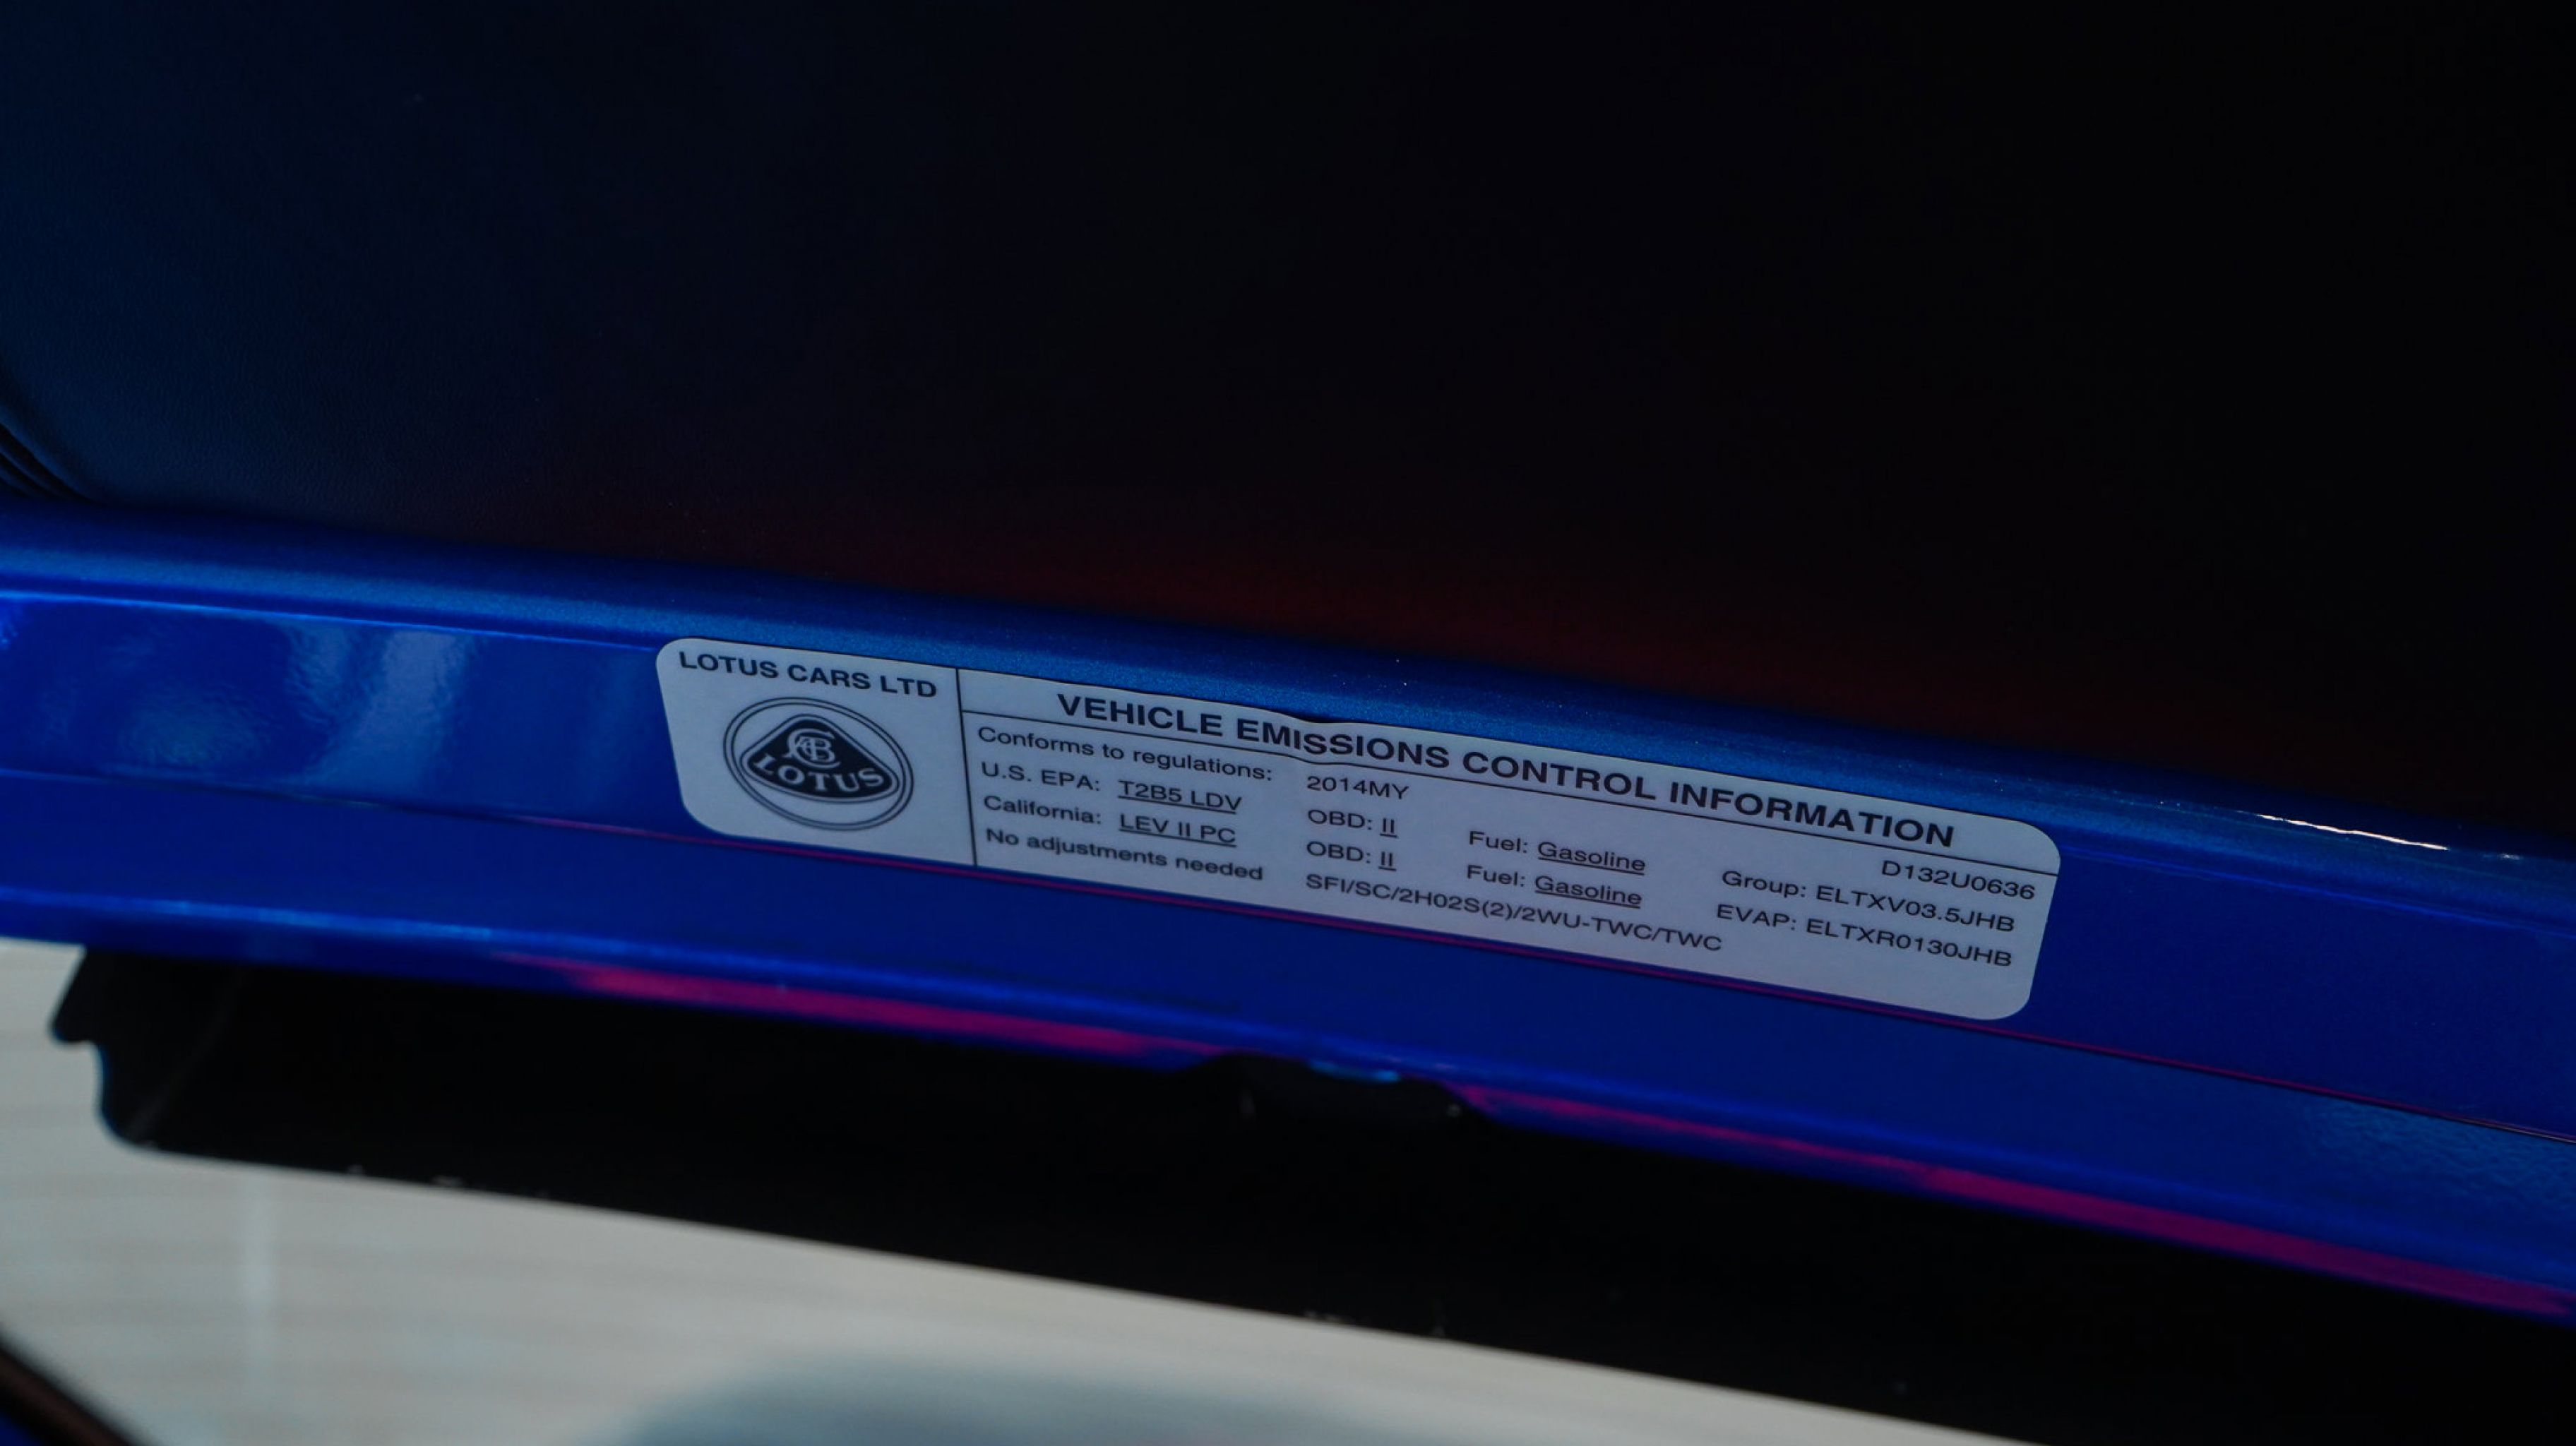 LOTUS CARS LTD
LOTUS
VEHICLE EMISSIONS CONTROL INFORMATION
Conforms to regulations: 2014MY D132U0636
U.S. EPA: T2B5 LDV OBD: II Fuel: Gasoline Group: ELTXV03.5JHB
California: LEV II PC OBD: II Fuel: Gasoline EVAP: ELTXR0130JHB
No adjustments needed SFI/SC/2H02S(2)/2WU-TWC/TWC